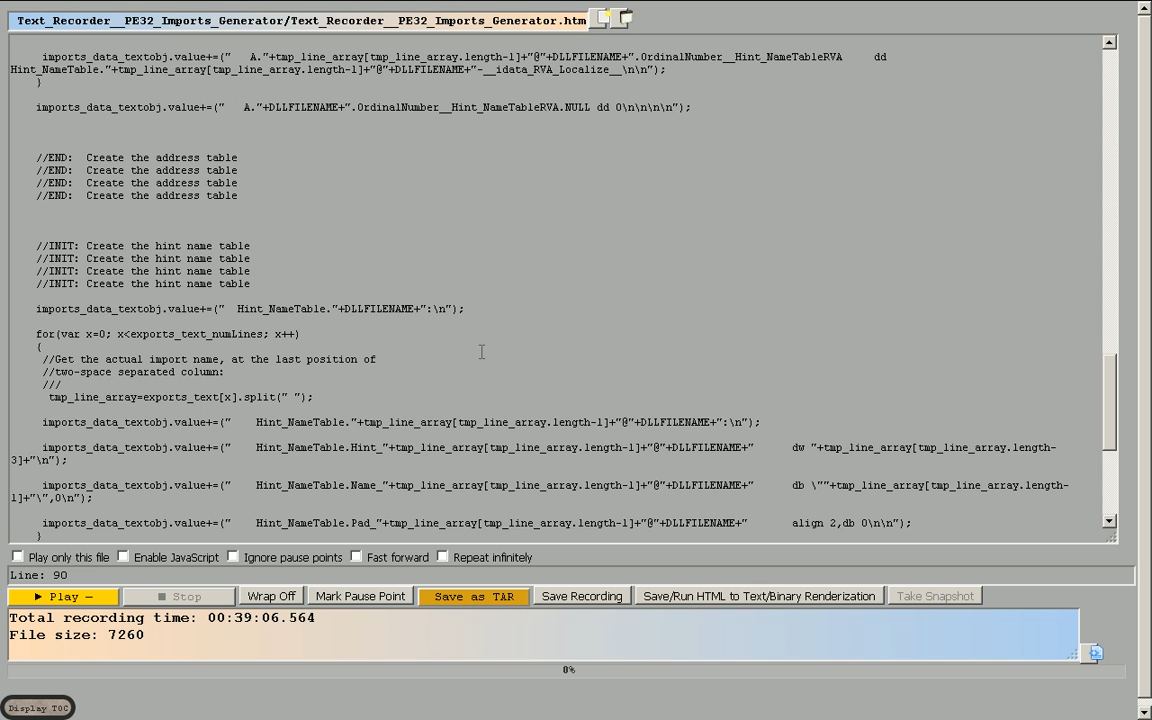 Text_Recorder__PE32_Imports_Generator/Text_Recorder__PE32_Imports_Generator.htm
imports_data_textobj.value+=("   A."+tmp_line_array[tmp_line_array.length-1]+"@"+DLLFILENAME+".OrdinalNumber__Hint_NameTableRVA     dd
Hint_NameTable."+tmp_line_array[tmp_line_array.length-1]+"@"+DLLFILENAME+"-__idata_RVA_Localize__\n\n");
}
imports_data_textobj.value+=("   A."+DLLFILENAME+".OrdinalNumber__Hint_NameTableRVA.NULL dd 0\n\n\n\n");
//END:  Create the address table
//END:  Create the address table
//END:  Create the address table
//END:  Create the address table
//INIT: Create the hint name table
//INIT: Create the hint name table
//INIT: Create the hint name table
//INIT: Create the hint name table
imports_data_textobj.value+=("  Hint_NameTable."+DLLFILENAME+":\n");
for(var x=0; x<exports_text_numLines; x++)
{
//Get the actual import name, at the last position of
//two-space separated column:
///
tmp_line_array=exports_text[x].split("  ");
imports_data_textobj.value+=("    Hint_NameTable."+tmp_line_array[tmp_line_array.length-1]+"@"+DLLFILENAME+":\n");
imports_data_textobj.value+=("    Hint_NameTable.Hint_"+tmp_line_array[tmp_line_array.length-1]+"@"+DLLFILENAME+"      dw "+tmp_line_array[tmp_line_array.length-
3]+"\n");
imports_data_textobj.value+=("    Hint_NameTable.Name_"+tmp_line_array[tmp_line_array.length-1]+"@"+DLLFILENAME+"      db \""+tmp_line_array[tmp_line_array.length-
1]+"\",0\n");
imports_data_textobj.value+=("    Hint_NameTable.Pad_"+tmp_line_array[tmp_line_array.length-1]+"@"+DLLFILENAME+"       align 2,db 0\n\n");
}
Play only this file Enable JavaScript Ignore pause points Fast forward Repeat infinitely
Line: 90
► Play — ■ Stop Wrap Off Mark Pause Point Save as TAR Save Recording Save/Run HTML to Text/Binary Renderization Take Snapshot
Total recording time: 00:39:06.564
File size: 7260
0%
Display TOC